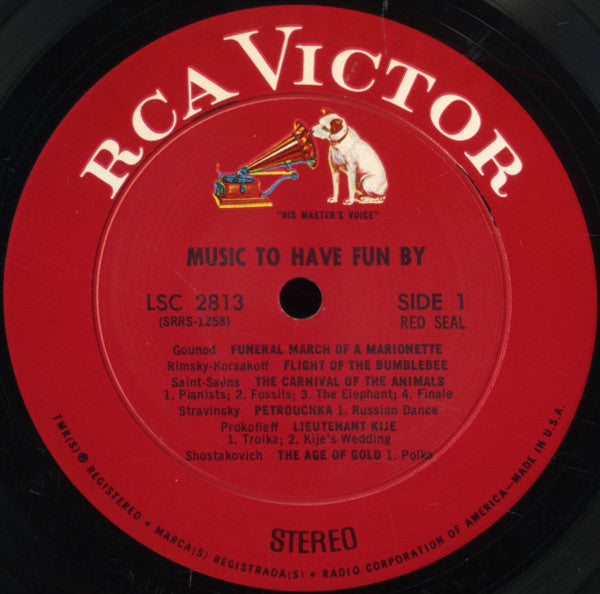 RCA VICTOR
"HIS MASTER'S VOICE"
MUSIC TO HAVE FUN BY
LSC 2813
(SRRS-1258)
SIDE 1
RED SEAL
Gounod FUNERAL MARCH OF A MARIONETTE
Rimsky-Korsakoff FLIGHT OF THE BUMBLEBEE
Saint-Saëns THE CARNIVAL OF THE ANIMALS
1. Pianists; 2. Fossils; 3. The Elephant; 4. Finale
Stravinsky PETROUCHKA 1. Russian Dance
Prokofieff LIEUTENANT KIJE
1. Troika; 2. Kije's Wedding
Shostakovich THE AGE OF GOLD 1. Polka
STEREO
TMK(S) ® REGISTERED • MARCA(S) REGISTRADA(S) • RADIO CORPORATION OF AMERICA—MADE IN U.S.A.